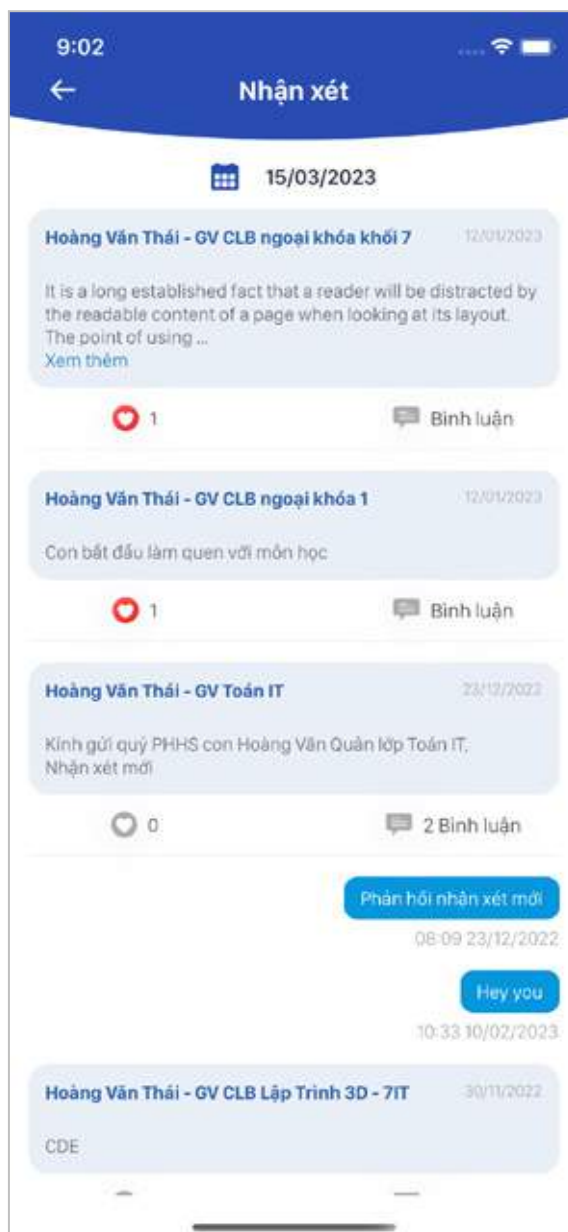 9:02
Nhận xét
15/03/2023
Hoàng Văn Thái - GV CLB ngoại khóa khối 7 12/01/2023
It is a long established fact that a reader will be distracted by
the readable content of a page when looking at its layout.
The point of using ...
Xem thêm
1 Bình luận
Hoàng Văn Thái - GV CLB ngoại khóa 1 12/01/2023
Con bắt đầu làm quen với môn học
1 Bình luận
Hoàng Văn Thái - GV Toán IT 23/12/2022
Kính gửi quý PHHS con Hoàng Văn Quân lớp Toán IT,
Nhận xét mới
0 2 Bình luận
Phản hồi nhận xét mới
08:09 23/12/2022
Hey you
10:33 10/02/2023
Hoàng Văn Thái - GV CLB Lập Trình 3D - 7IT 30/11/2022
CDE